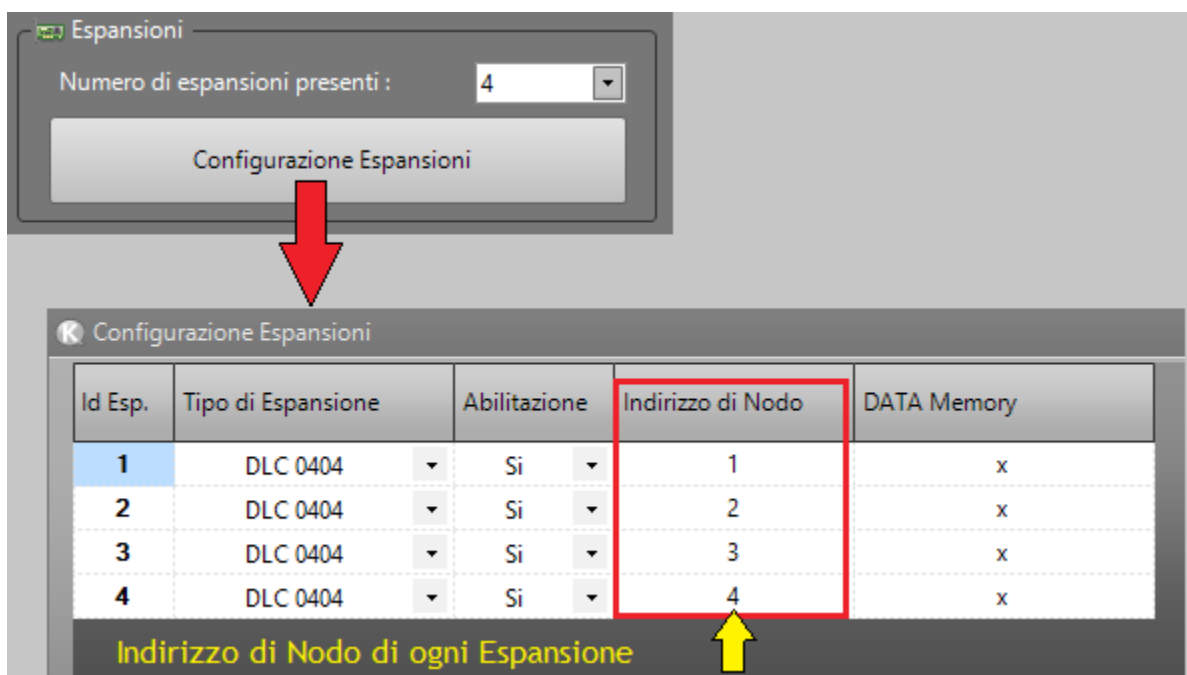 Espansioni
Numero di espansioni presenti : 4
Configurazione Espansioni
K Configurazione Espansioni
Id Esp. Tipo di Espansione Abilitazione Indirizzo di Nodo DATA Memory
1 DLC 0404 Si 1 x
2 DLC 0404 Si 2 x
3 DLC 0404 Si 3 x
4 DLC 0404 Si 4 x
Indirizzo di Nodo di ogni Espansione